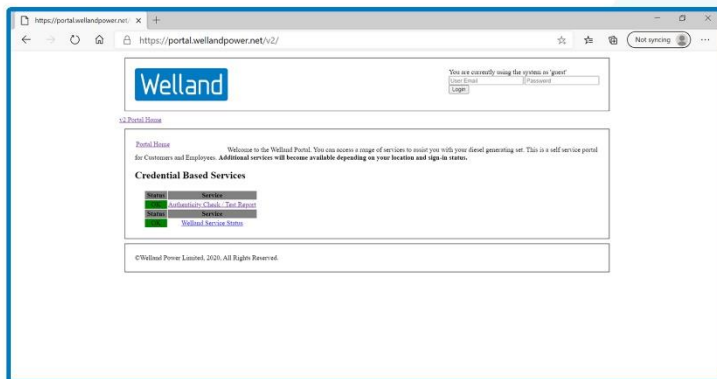 https://portal.wellandpower.net/
https://portal.wellandpower.net/v2/
Not syncing
Welland
You are currently using the system as 'guest'
User Email Password
Login
v2 Portal Home
Portal Home
Welcome to the Welland Portal. You can access a range of services to assist you with your diesel generating set. This is a self service portal
for Customers and Employees. Additional services will become available depending on your location and sign-in status.
Credential Based Services
Status Service
OK Authenticity Check / Test Report
Status Service
OK Welland Service Status
©Welland Power Limited, 2020, All Rights Reserved.